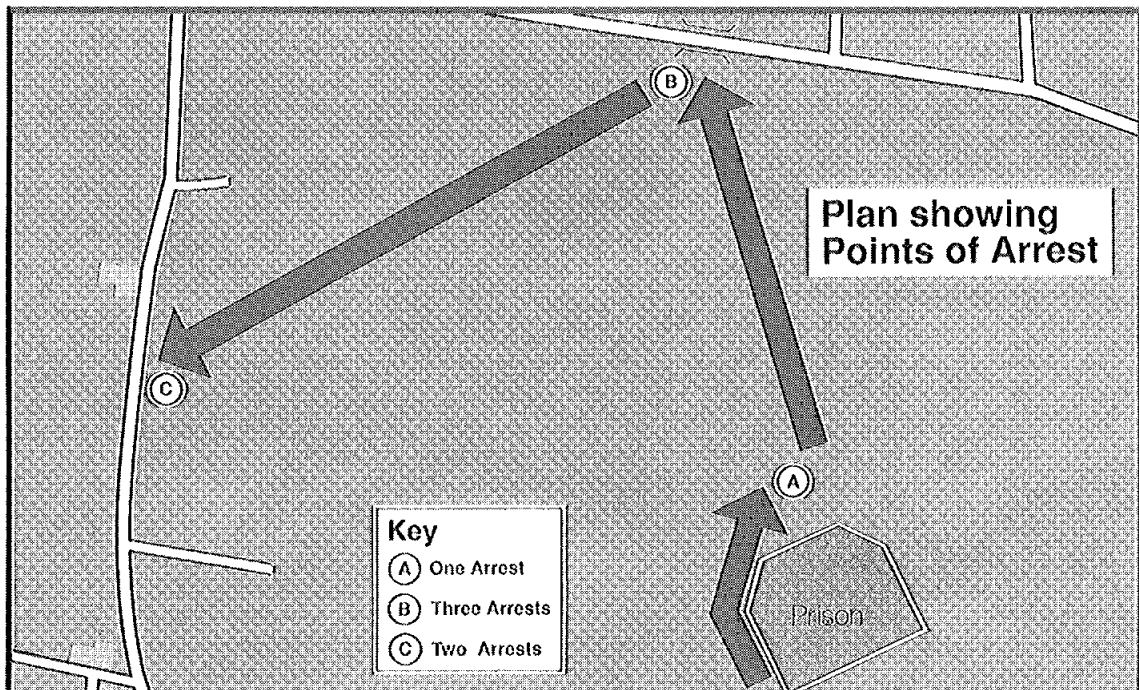 B
Plan showing
Points of Arrest
C
A
Key
A One Arrest
B Three Arrests
C Two Arrests
Prison